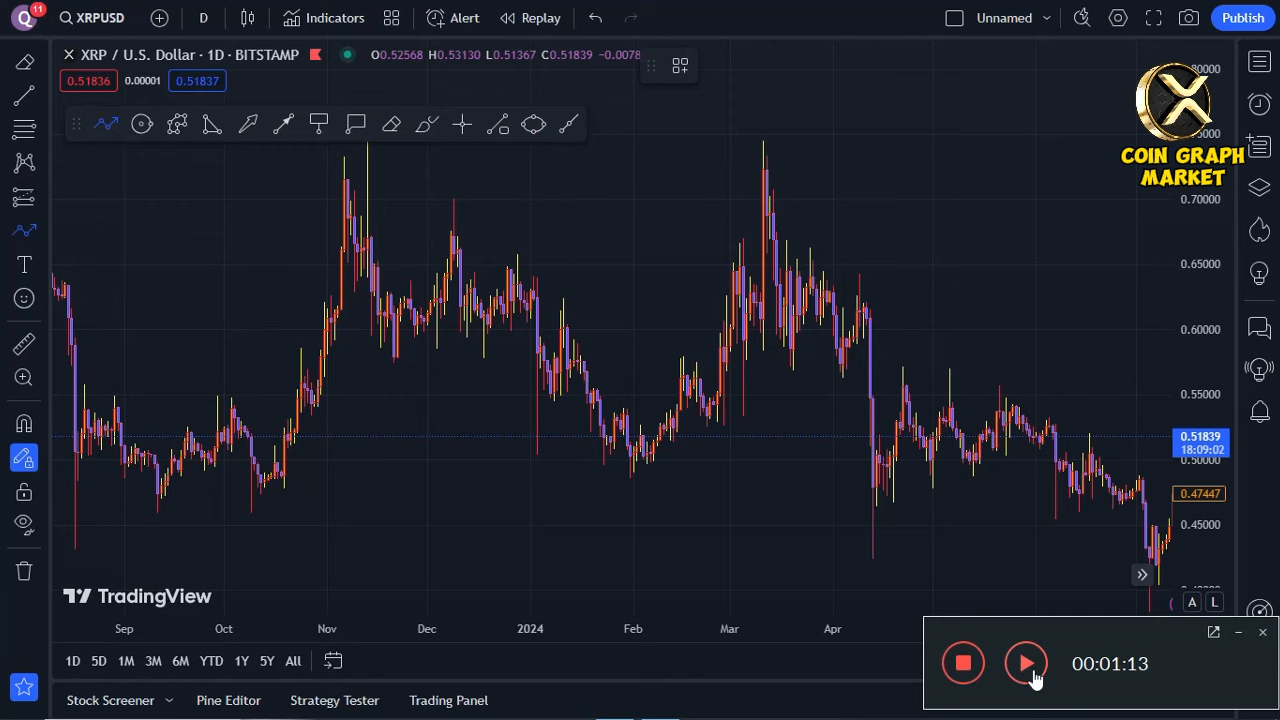 Q 11 XRPUSD D Indicators Alert Replay Unnamed Publish
XRP / U.S. Dollar · 1D · BITSTAMP O0.52568 H0.53130 L0.51367 C0.51839 -0.0078
0.51836 0.00001 0.51837
COIN GRAPH
MARKET
0.70000
0.65000
0.60000
0.55000
0.51839
18:09:02
0.50000
0.47447
0.45000
TradingView
A L
Sep Oct Nov Dec 2024 Feb Mar Apr
1D 5D 1M 3M 6M YTD 1Y 5Y All
00:01:13
Stock Screener Pine Editor Strategy Tester Trading Panel